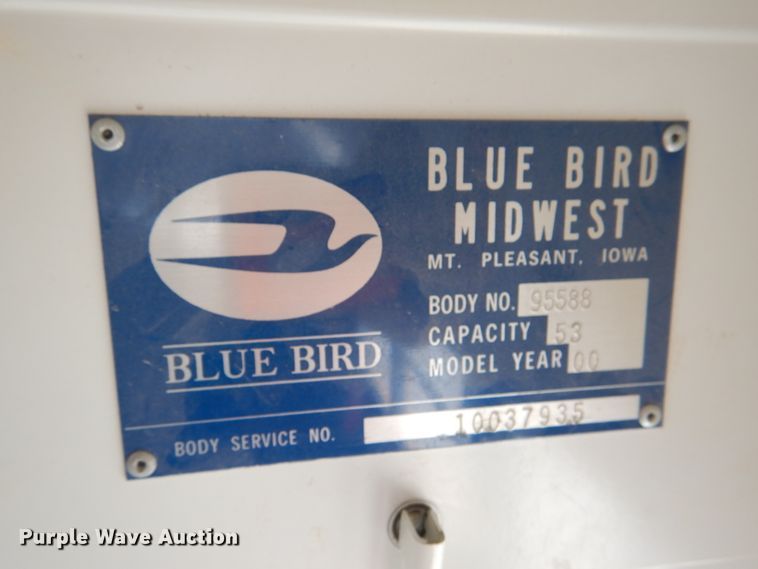 BLUE BIRD
MIDWEST
MT. PLEASANT, IOWA
BODY NO. 95588
CAPACITY 53
MODEL YEAR 00
BLUE BIRD
BODY SERVICE NO. 10037935
Purple Wave Auction